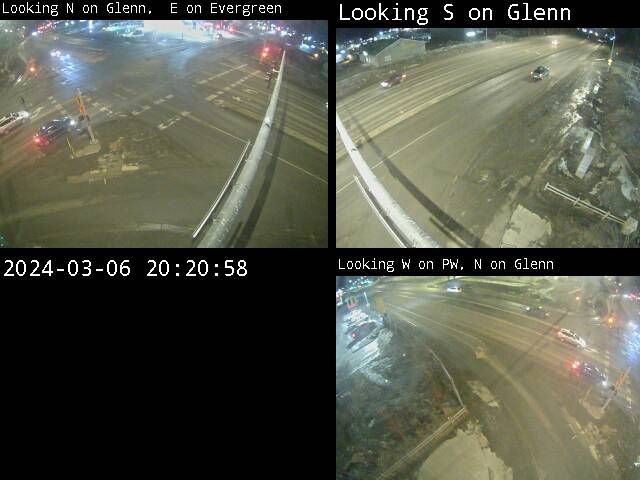 Looking N on Glenn, E on Evergreen
Looking S on Glenn
2024-03-06 20:20:58
Looking W on PW, N on Glenn